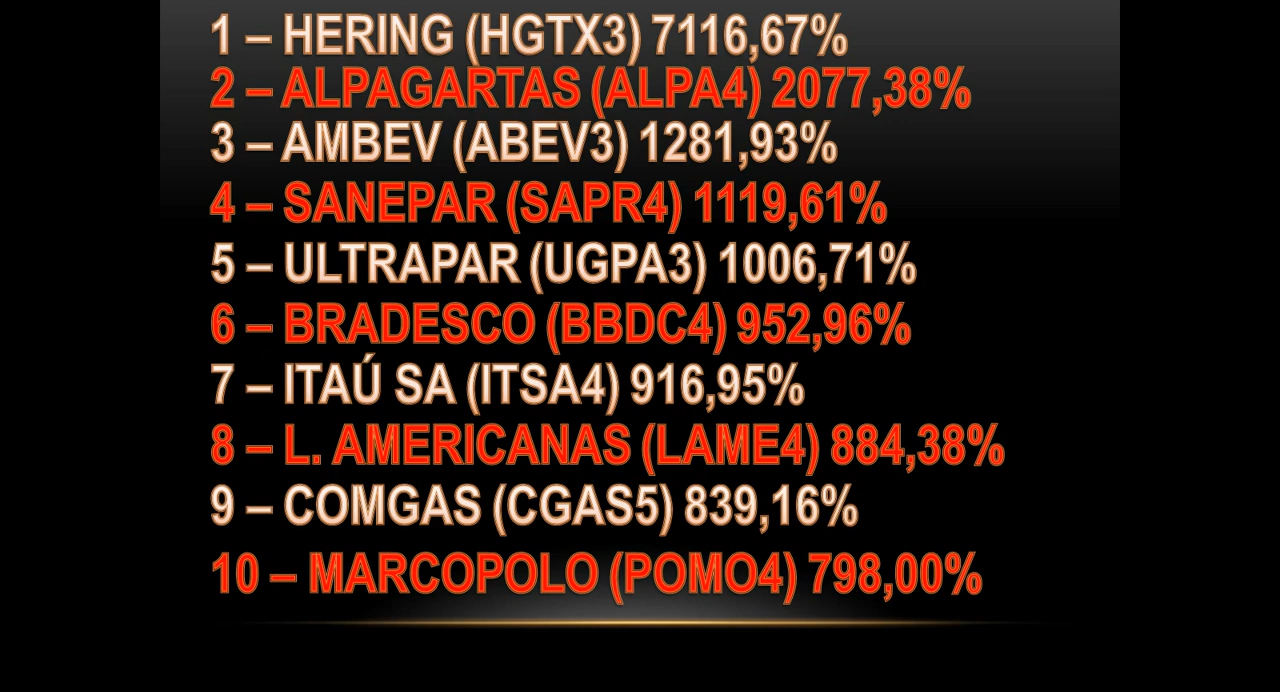 1 – HERING (HGTX3) 7116,67%
2 – ALPAGARTAS (ALPA4) 2077,38%
3 – AMBEV (ABEV3) 1281,93%
4 – SANEPAR (SAPR4) 1119,61%
5 – ULTRAPAR (UGPA3) 1006,71%
6 – BRADESCO (BBDC4) 952,96%
7 – ITAÚ SA (ITSA4) 916,95%
8 – L. AMERICANAS (LAME4) 884,38%
9 – COMGAS (CGAS5) 839,16%
10 – MARCOPOLO (POMO4) 798,00%